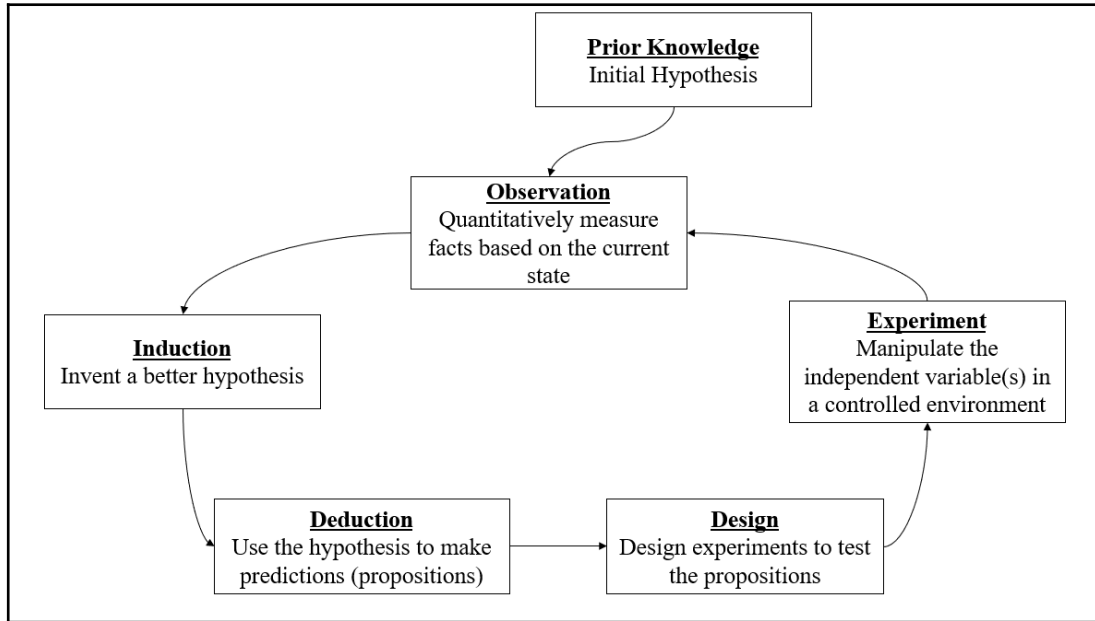 Prior Knowledge
Initial Hypothesis
Observation
Quantitatively measure
facts based on the current
state
Induction
Invent a better hypothesis
Experiment
Manipulate the
independent variable(s) in
a controlled environment
Deduction
Use the hypothesis to make
predictions (propositions)
Design
Design experiments to test
the propositions